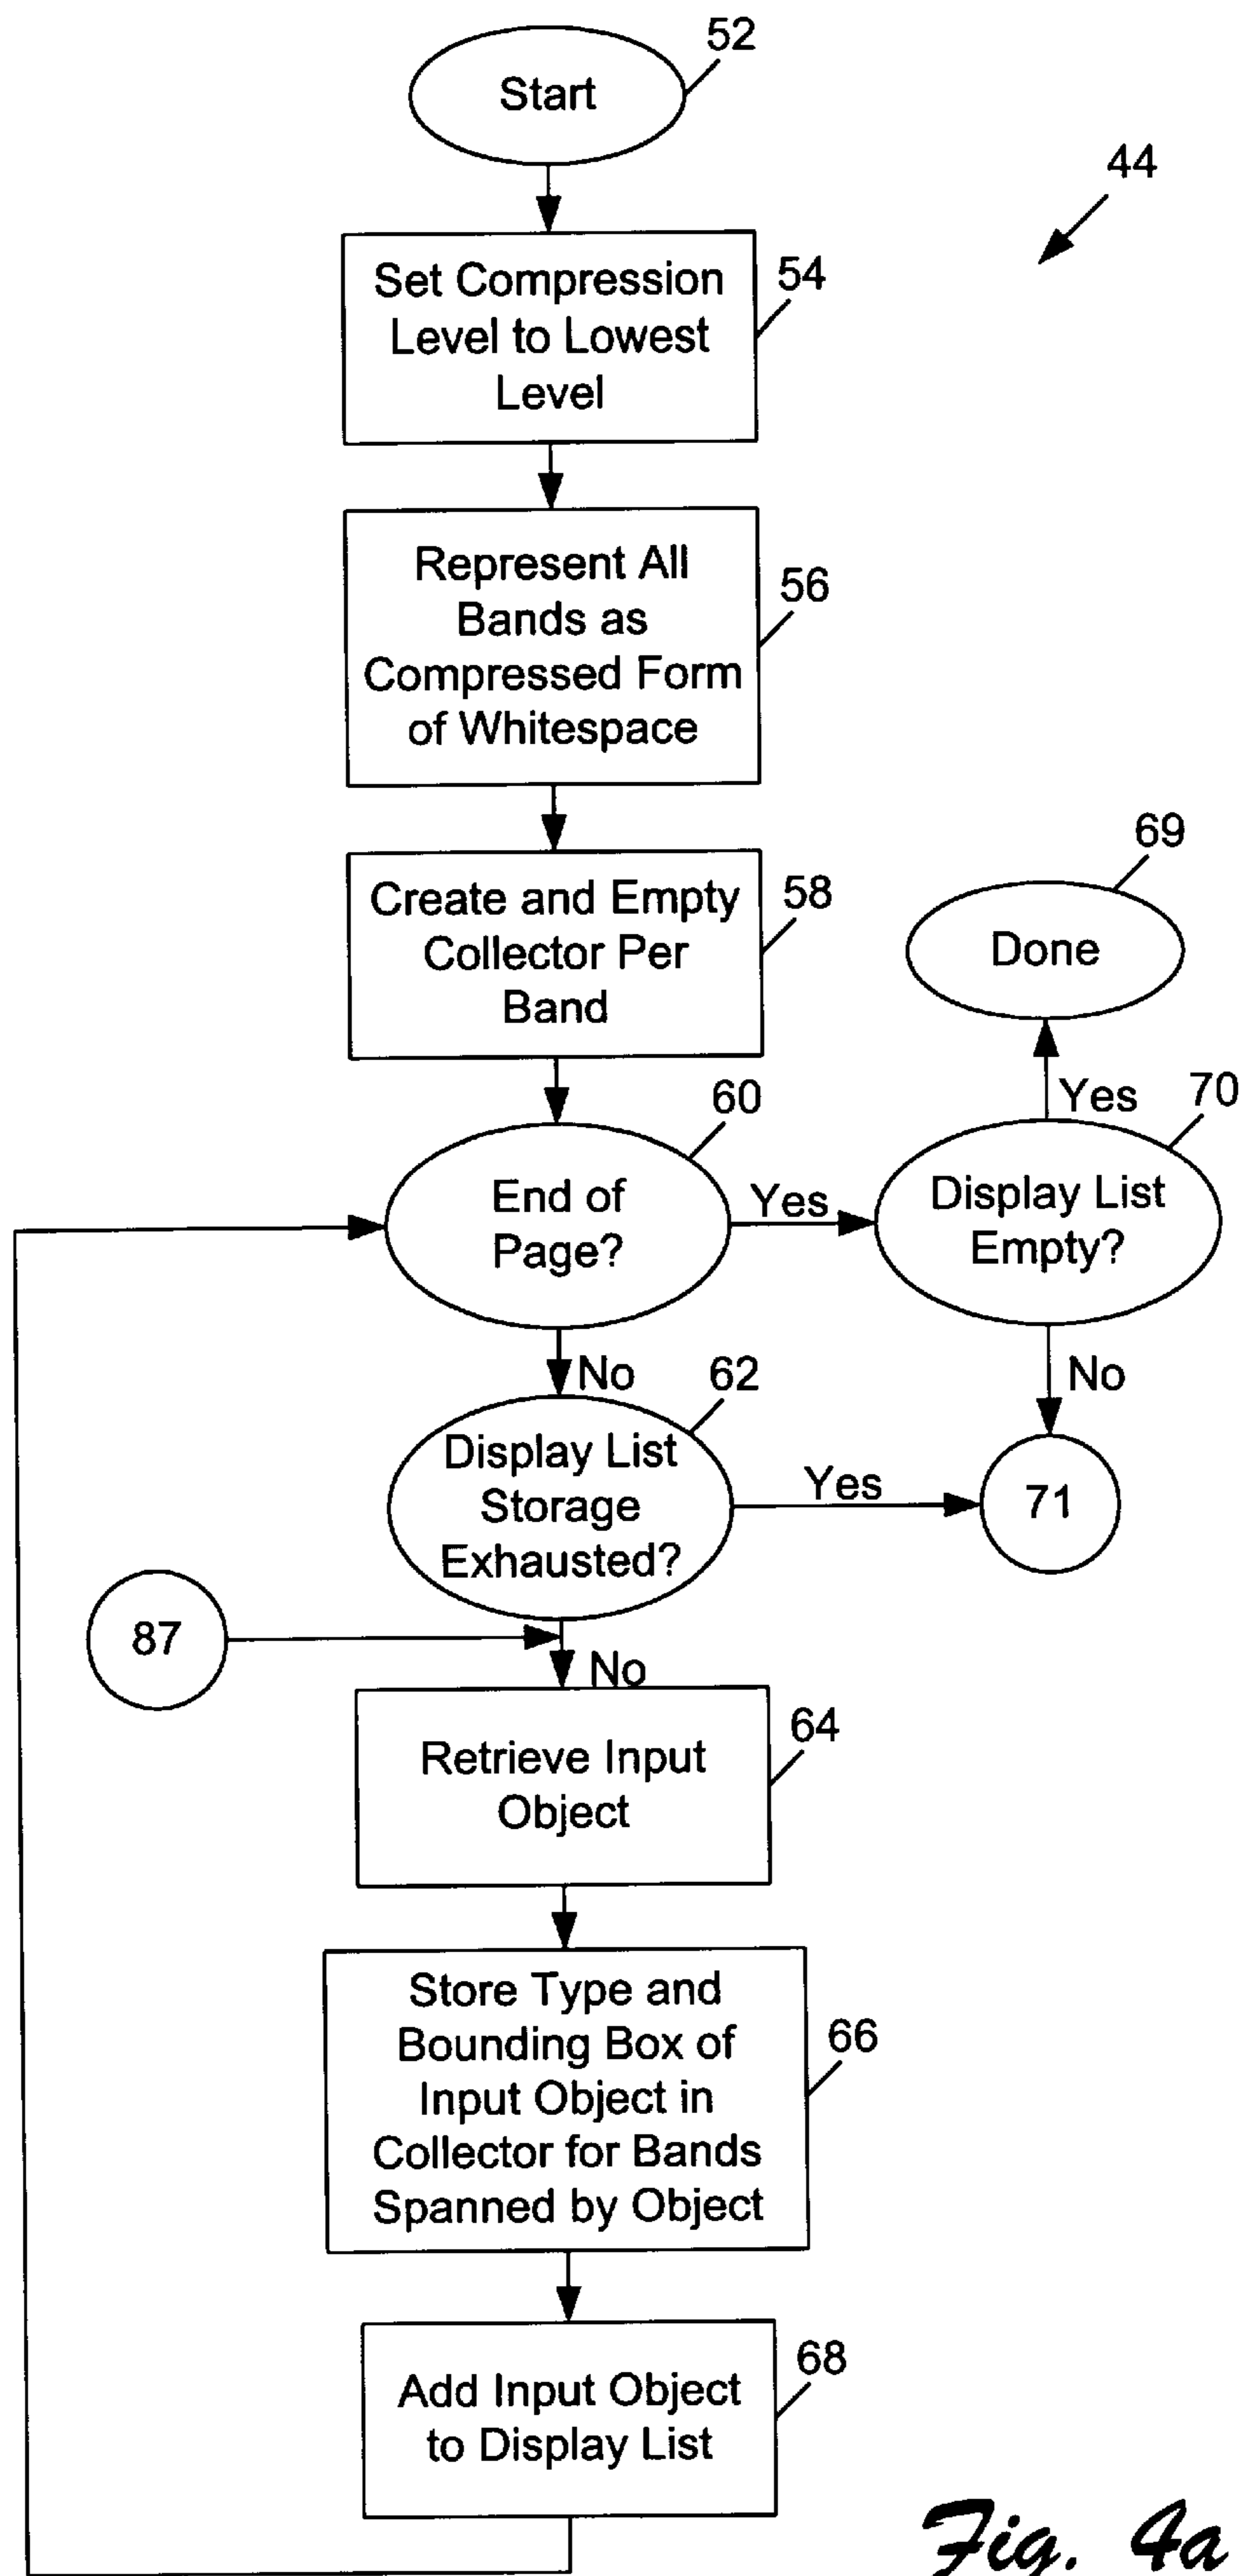 52
Start
44
Set Compression
Level to Lowest
Level
54
Represent All
Bands as
Compressed Form
of Whitespace
56
Create and Empty
Collector Per
Band
58
69
Done
60
End of
Page?
Yes
Yes
70
Display List
Empty?
No
No
62
Display List
Storage
Exhausted?
Yes
71
87
No
Retrieve Input
Object
64
Store Type and
Bounding Box of
Input Object in
Collector for Bands
Spanned by Object
66
Add Input Object
to Display List
68
Fig. 4a